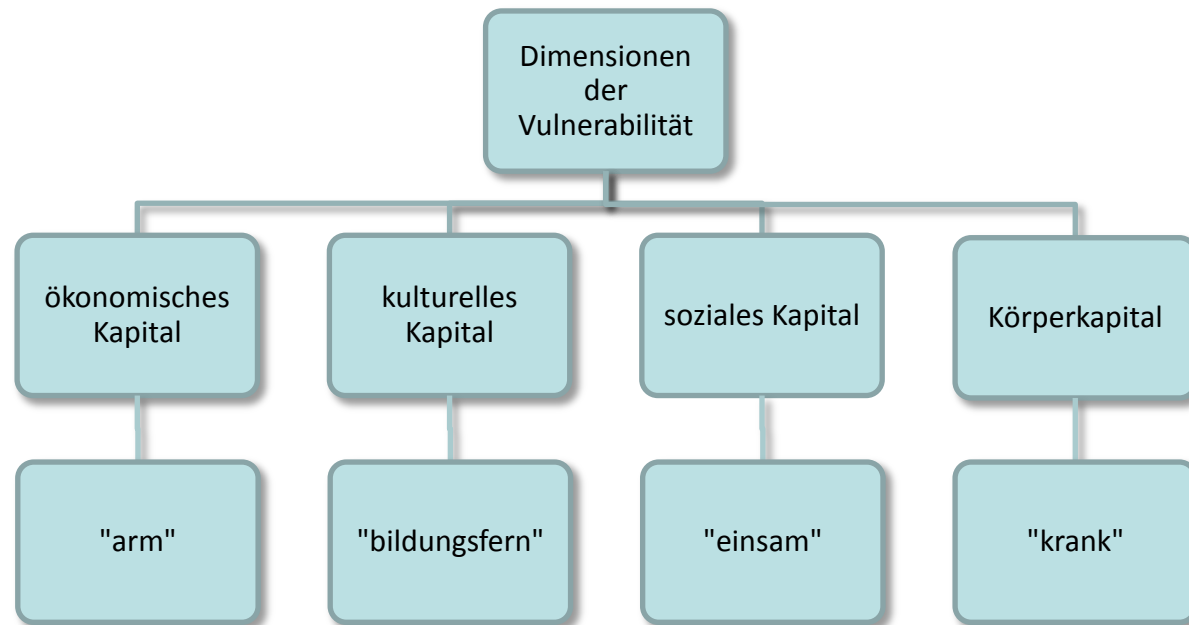 Dimensionen
der
Vulnerabilität
ökonomisches
Kapital
kulturelles
Kapital
soziales Kapital
Körperkapital
"arm"
"bildungsfern"
"einsam"
"krank"